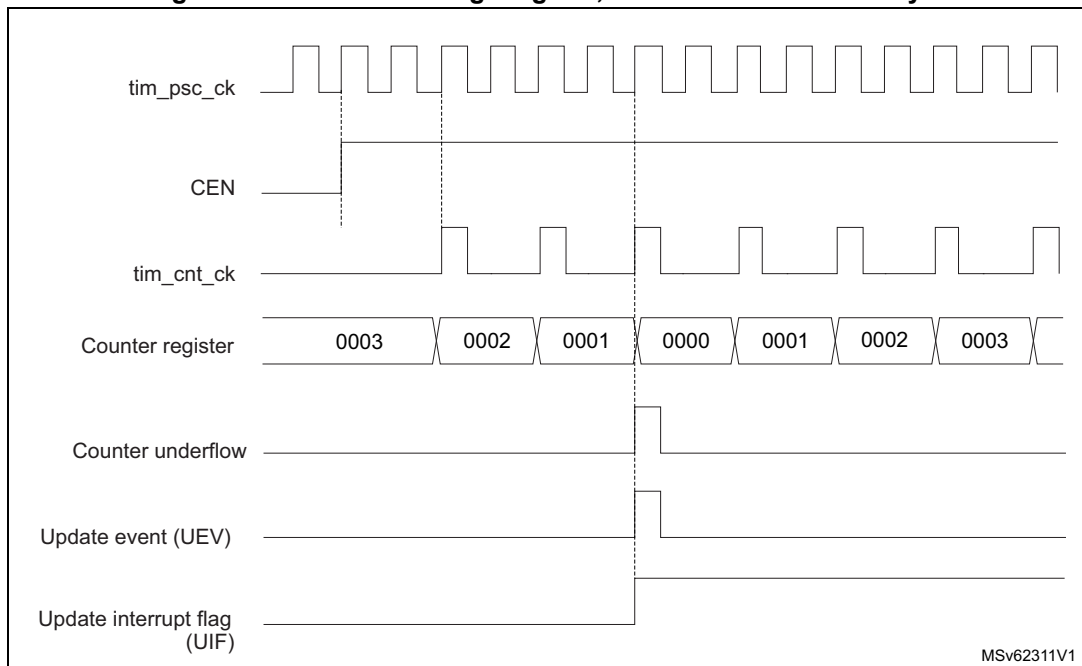 tim_psc_ck
CEN
tim_cnt_ck
Counter register
0003
0002
0001
0000
0001
0002
0003
Counter underflow
Update event (UEV)
Update interrupt flag
(UIF)
MSv62311V1